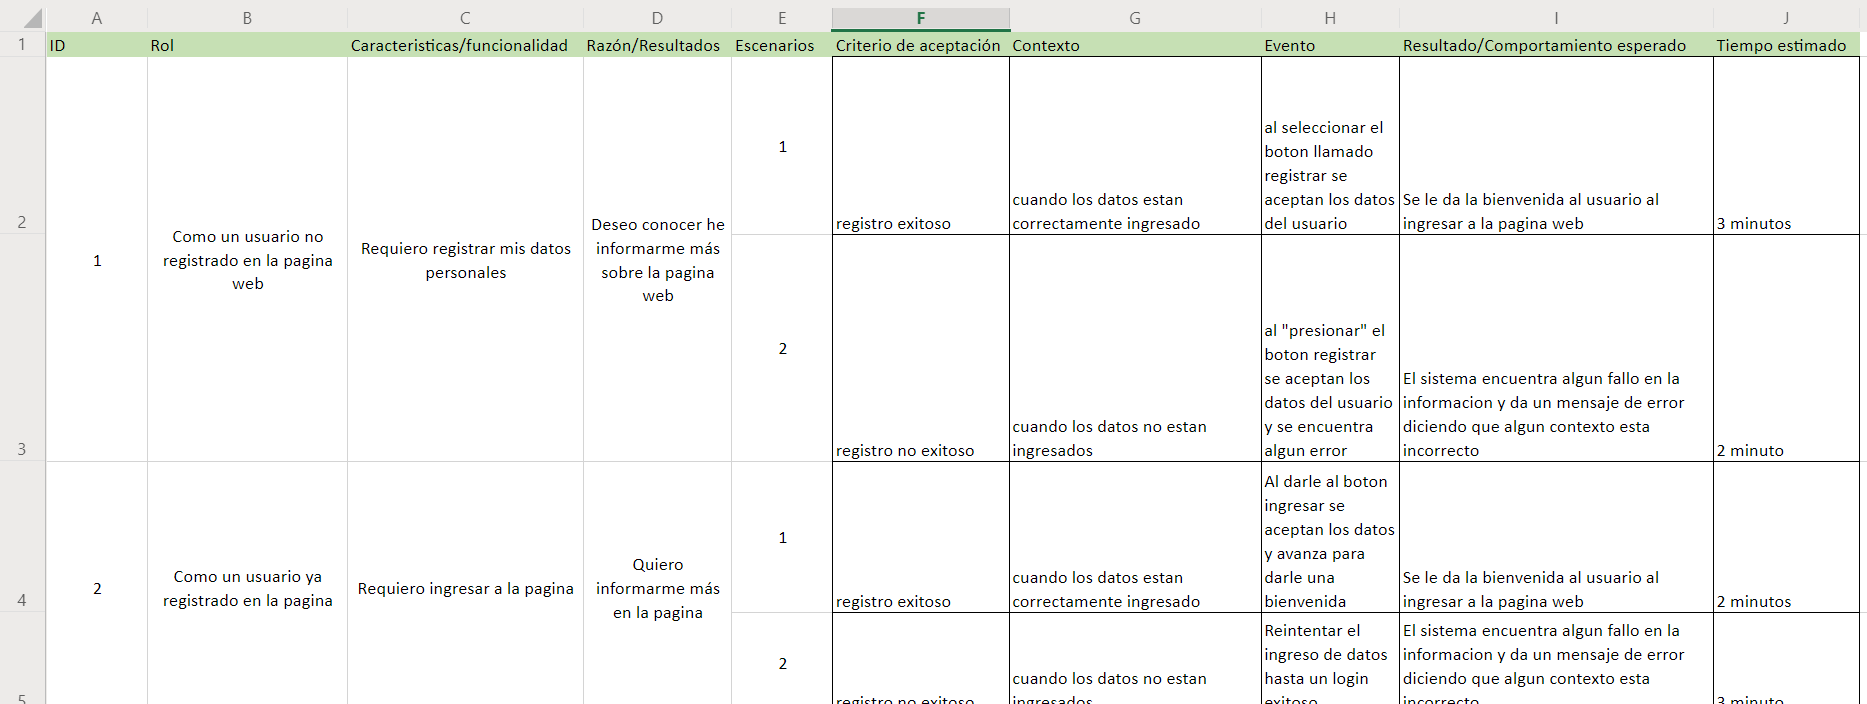 A B C D E F G H I J
1 ID Rol Caracteristicas/funcionalidad Razón/Resultados Escenarios Criterio de aceptación Contexto Evento Resultado/Comportamiento esperado Tiempo estimado
2
3
1
Como un usuario no
registrado en la pagina
web
Requiero registrar mis datos
personales
Deseo conocer he
informarme más
sobre la pagina
web
1
registro exitoso
cuando los datos estan
correctamente ingresado
al seleccionar el
boton llamado
registrar se
aceptan los datos
del usuario
Se le da la bienvenida al usuario al
ingresar a la pagina web
3 minutos
2
registro no exitoso
cuando los datos no estan
ingresados
al "presionar" el
boton registrar
se aceptan los
datos del usuario
y se encuentra
algun error
El sistema encuentra algun fallo en la
informacion y da un mensaje de error
diciendo que algun contexto esta
incorrecto
2 minuto
4
5
2
Como un usuario ya
registrado en la pagina
Requiero ingresar a la pagina
Quiero
informarme más
en la pagina
1
registro exitoso
cuando los datos estan
correctamente ingresado
Al darle al boton
ingresar se
aceptan los datos
y avanza para
darle una
bienvenida
Se le da la bienvenida al usuario al
ingresar a la pagina web
2 minutos
2
registro no exitoso
cuando los datos no estan
ingresados
Reintentar el
ingreso de datos
hasta un login
exitoso
El sistema encuentra algun fallo en la
informacion y da un mensaje de error
diciendo que algun contexto esta
incorrecto
3 minuto